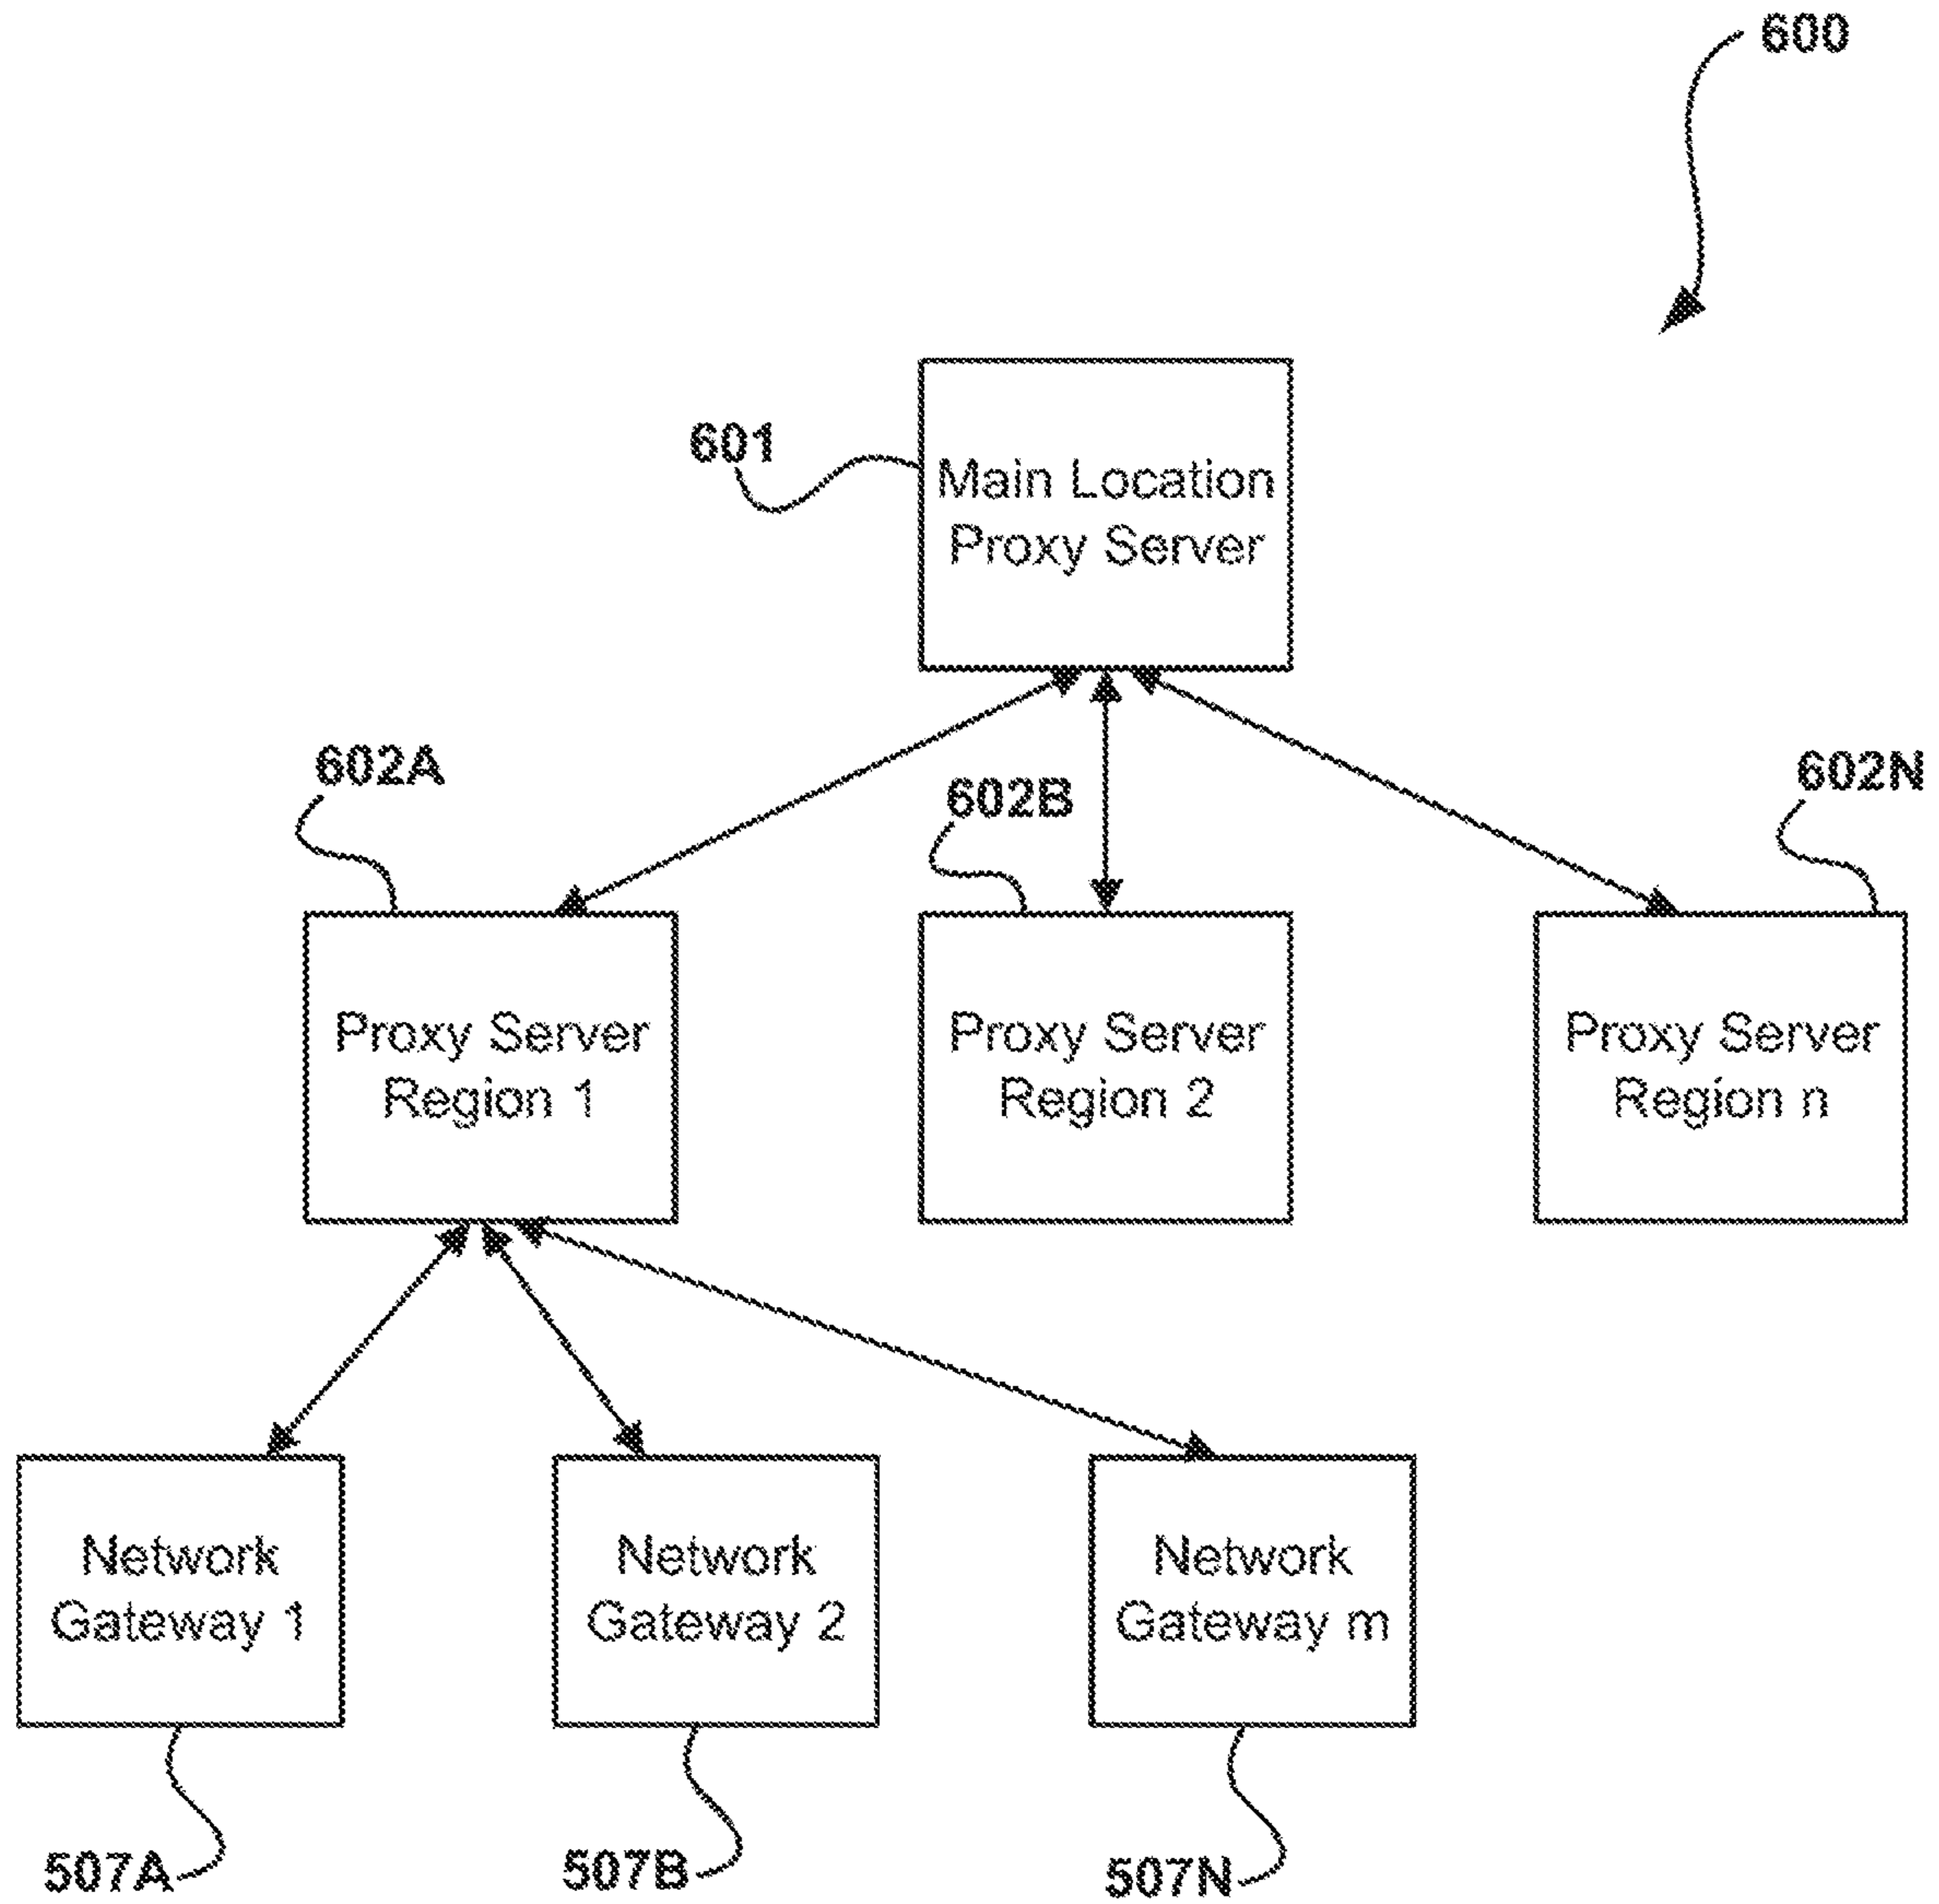 600
601
Main Location
Proxy Server
602A
602B
602N
Proxy Server
Region 1
Proxy Server
Region 2
Proxy Server
Region n
Network
Gateway 1
Network
Gateway 2
Network
Gateway m
507A
507B
507N